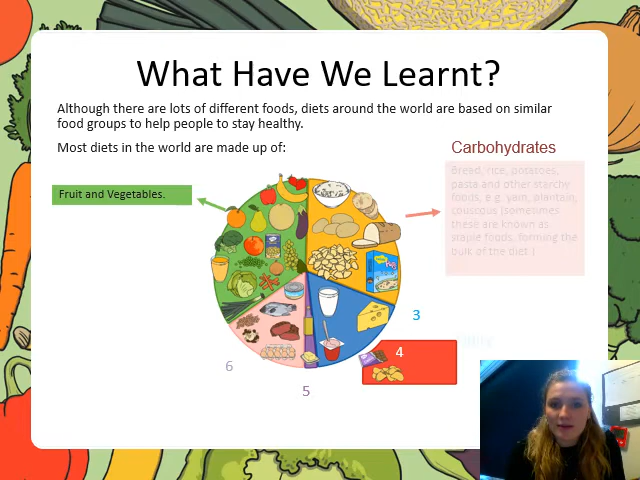 What Have We Learnt?
Although there are lots of different foods, diets around the world are based on similar
food groups to help people to stay healthy.
Most diets in the world are made up of:
Carbohydrates
Bread, rice, potatoes,
pasta and other starchy
foods, e.g. yam, plantain,
couscous (sometimes
these are known as
staple foods, forming the
bulk of the diet )
Fruit and Vegetables.
3
4
6
5